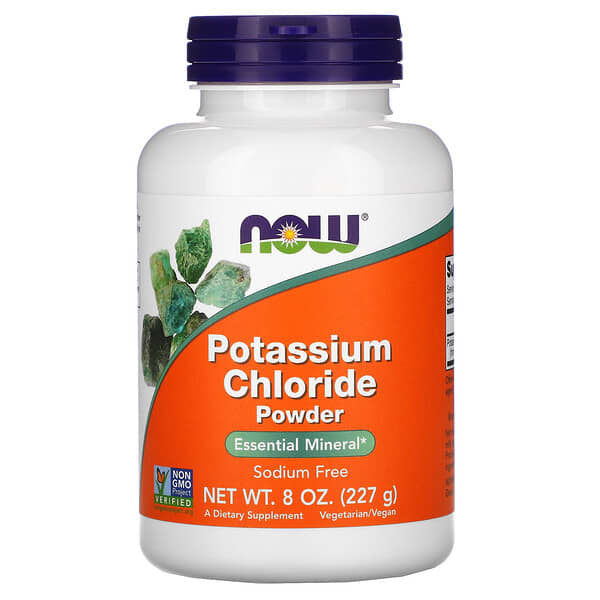 NOW®
Potassium
Chloride
Powder
Essential Mineral*
Sodium Free
NET WT. 8 OZ. (227 g)
A Dietary Supplement Vegetarian/Vegan
NON
GMO
Project
VERIFIED